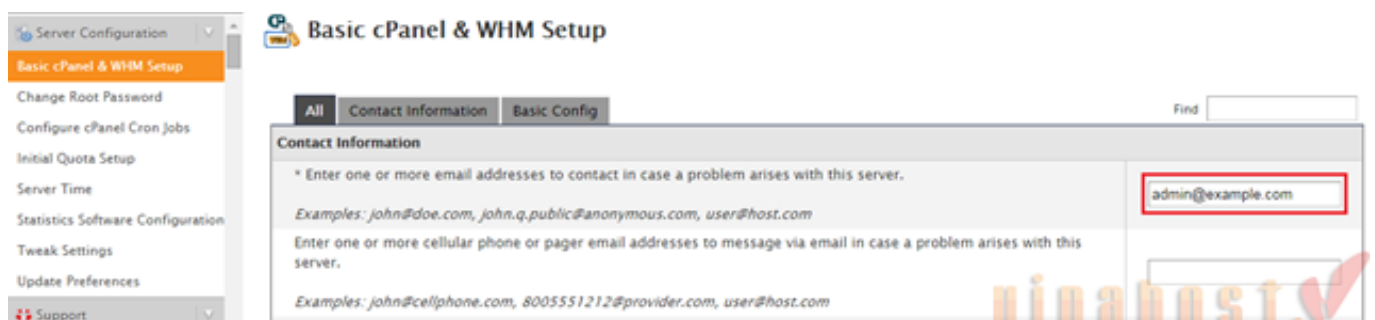 Server Configuration
Basic cPanel & WHM Setup
Change Root Password
Configure cPanel Cron Jobs
Initial Quota Setup
Server Time
Statistics Software Configuration
Tweak Settings
Update Preferences
Support
Basic cPanel & WHM Setup
All Contact Information Basic Config
Find
Contact Information
* Enter one or more email addresses to contact in case a problem arises with this server.
admin@example.com
Examples: john@doe.com, john.q.public@anonymous.com, user@host.com
Enter one or more cellular phone or pager email addresses to message via email in case a problem arises with this
server.
Examples: john@cellphone.com, 8005551212@provider.com, user@host.com
ninahost